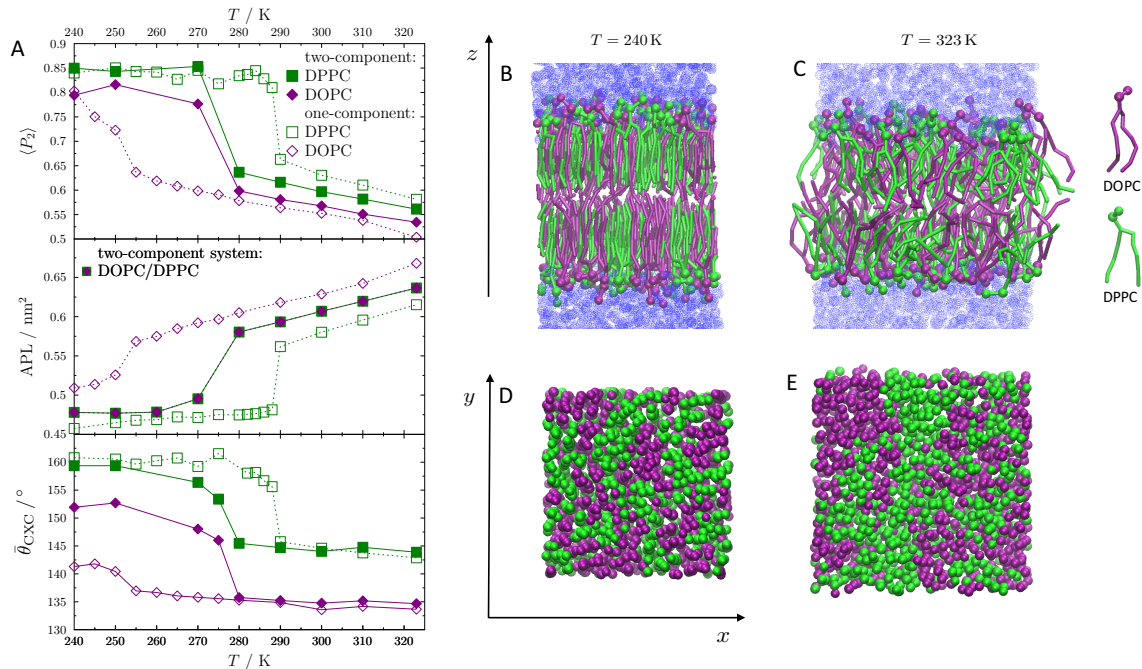 T / K
240 250 260 270 280 290 300 310 320
A
0.9
0.85
0.8
0.75
0.7
0.65
0.6
0.55
0.5
⟨P₂⟩
two-component:
DPPC
DOPC
one-component:
DPPC
DOPC
two-component system:
DOPC/DPPC
0.65
0.6
0.55
0.5
0.45
APL / nm²
165
160
155
150
145
140
135
130
θ̄CXC / °
240 250 260 270 280 290 300 310 320
T / K
z
T = 240 K
B
T = 323 K
C
DOPC
DPPC
y
D
E
x